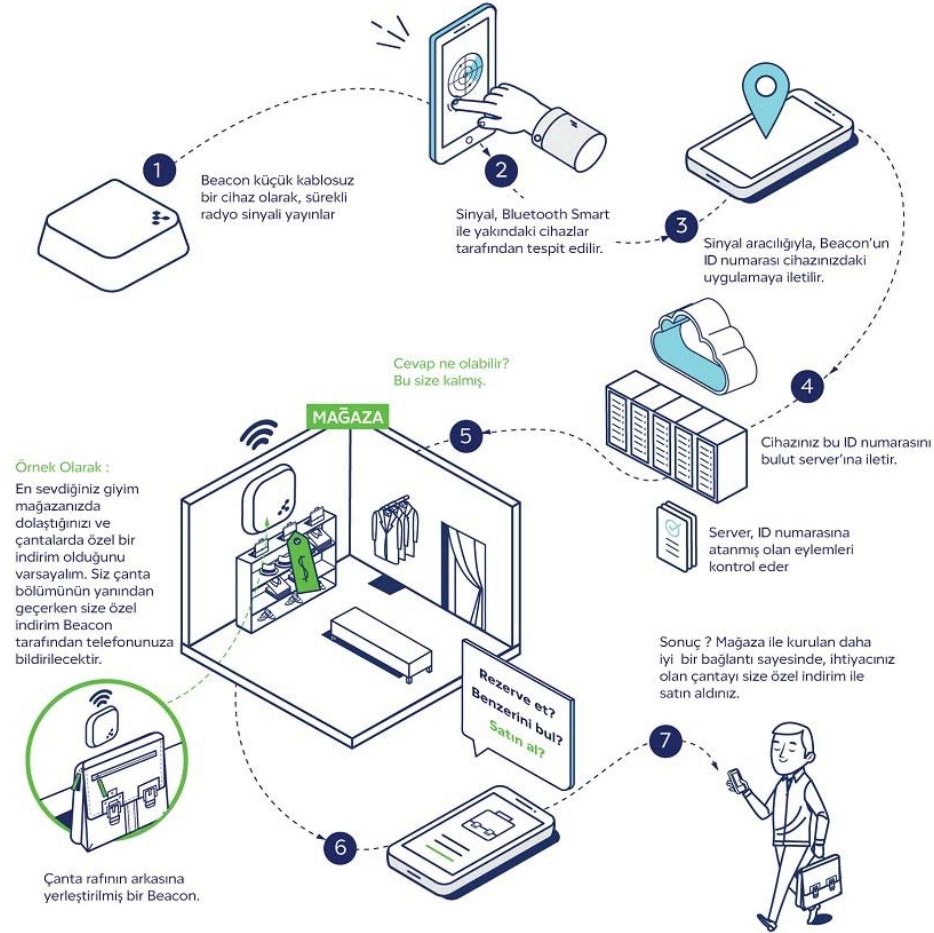 1
Beacon küçük kablosuz
bir cihaz olarak, sürekli
radyo sinyali yayınlar
2
Sinyal, Bluetooth Smart
ile yakındaki cihazlar
tarafından tespit edilir.
3
Sinyal aracılığıyla, Beacon'un
ID numarası cihazınızdaki
uygulamaya iletilir.
4
Cihazınız bu ID numarasını
bulut server'ına iletir.
Server, ID numarasına
atanmış olan eylemleri
kontrol eder
5
Cevap ne olabilir?
Bu size kalmış.
MAĞAZA
Örnek Olarak :
En sevdiğiniz giyim
mağazanızda
dolaştığınızı ve
çantalarda özel bir
indirim olduğunu
varsayalım. Siz çanta
bölümünün yanından
geçerken size özel
indirim Beacon
tarafından telefonunuza
bildirilecektir.
Çanta rafının arkasına
yerleştirilmiş bir Beacon.
6
Rezerve et?
Benzerini bul?
Satın al?
7
Sonuç ? Mağaza ile kurulan daha
iyi bir bağlantı sayesinde, ihtiyacınız
olan çantayı size özel indirim ile
satın aldınız.